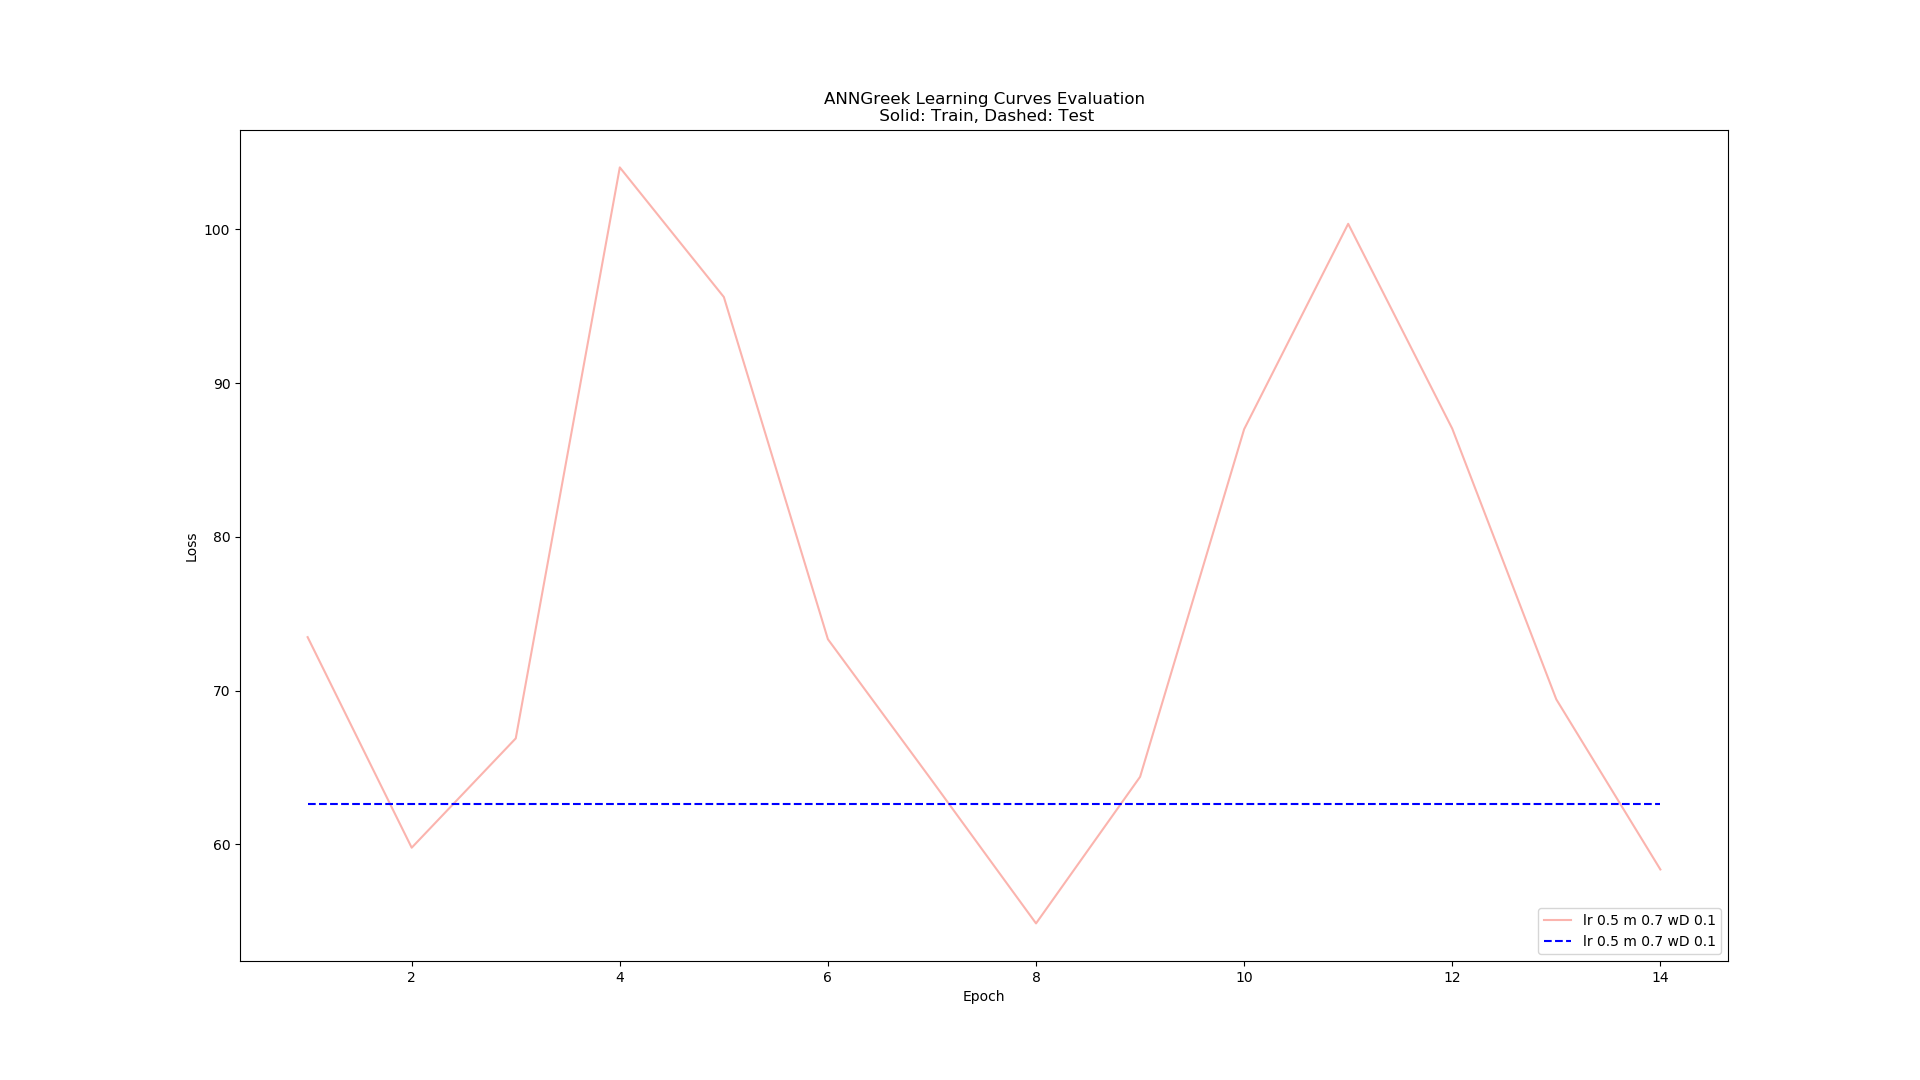 ANNGreek Learning Curves Evaluation
Solid: Train, Dashed: Test
100
90
80
70
60
Loss
2 4 6 8 10 12 14
Epoch
lr 0.5 m 0.7 wD 0.1
lr 0.5 m 0.7 wD 0.1